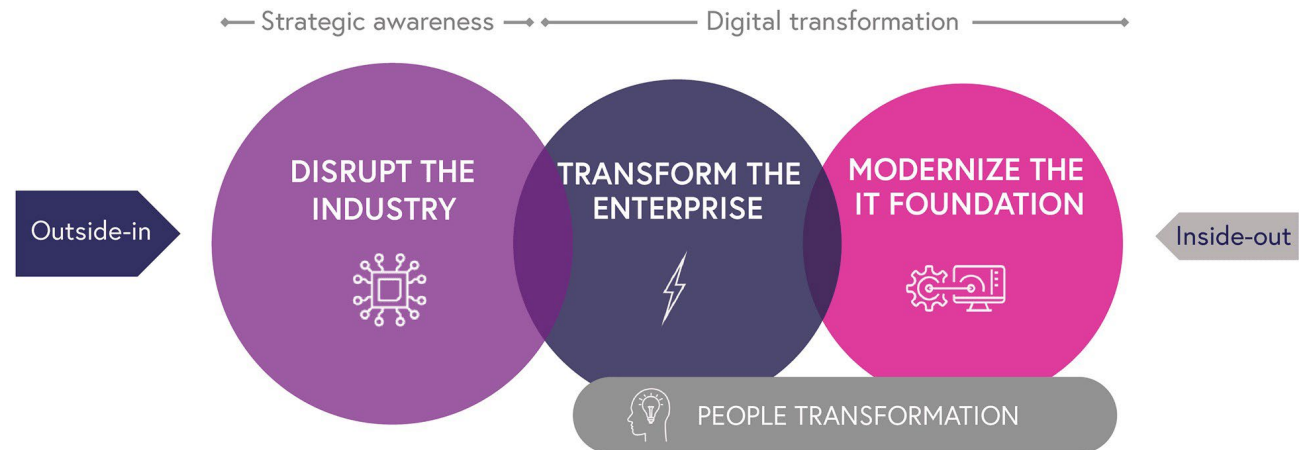 Strategic awareness
Digital transformation
DISRUPT THE
INDUSTRY
TRANSFORM THE
ENTERPRISE
MODERNIZE THE
IT FOUNDATION
Outside-in
Inside-out
PEOPLE TRANSFORMATION